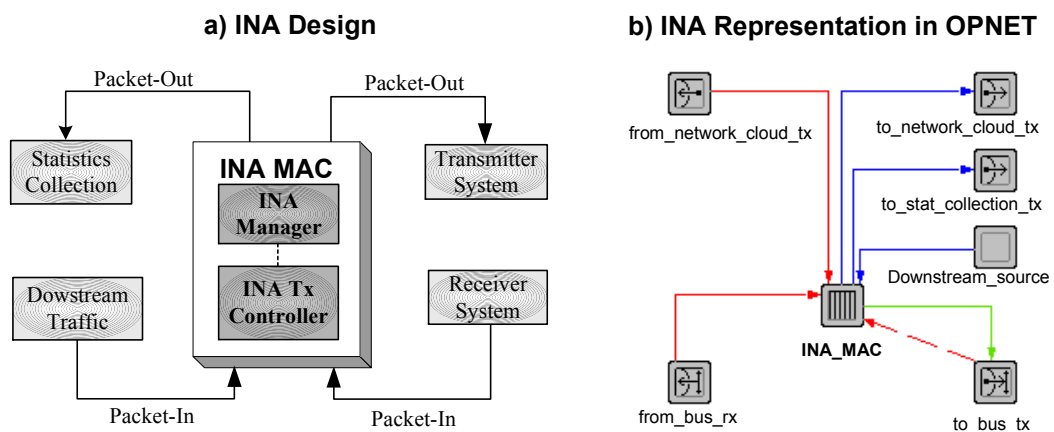 a) INA Design
Packet-Out
Packet-Out
Statistics
Collection
INA MAC
INA
Manager
INA Tx
Controller
Transmitter
System
Dowstream
Traffic
Receiver
System
Packet-In
Packet-In
b) INA Representation in OPNET
from_network_cloud_tx
to_network_cloud_tx
to_stat_collection_tx
Downstream_source
INA_MAC
from_bus_rx
to_bus_tx